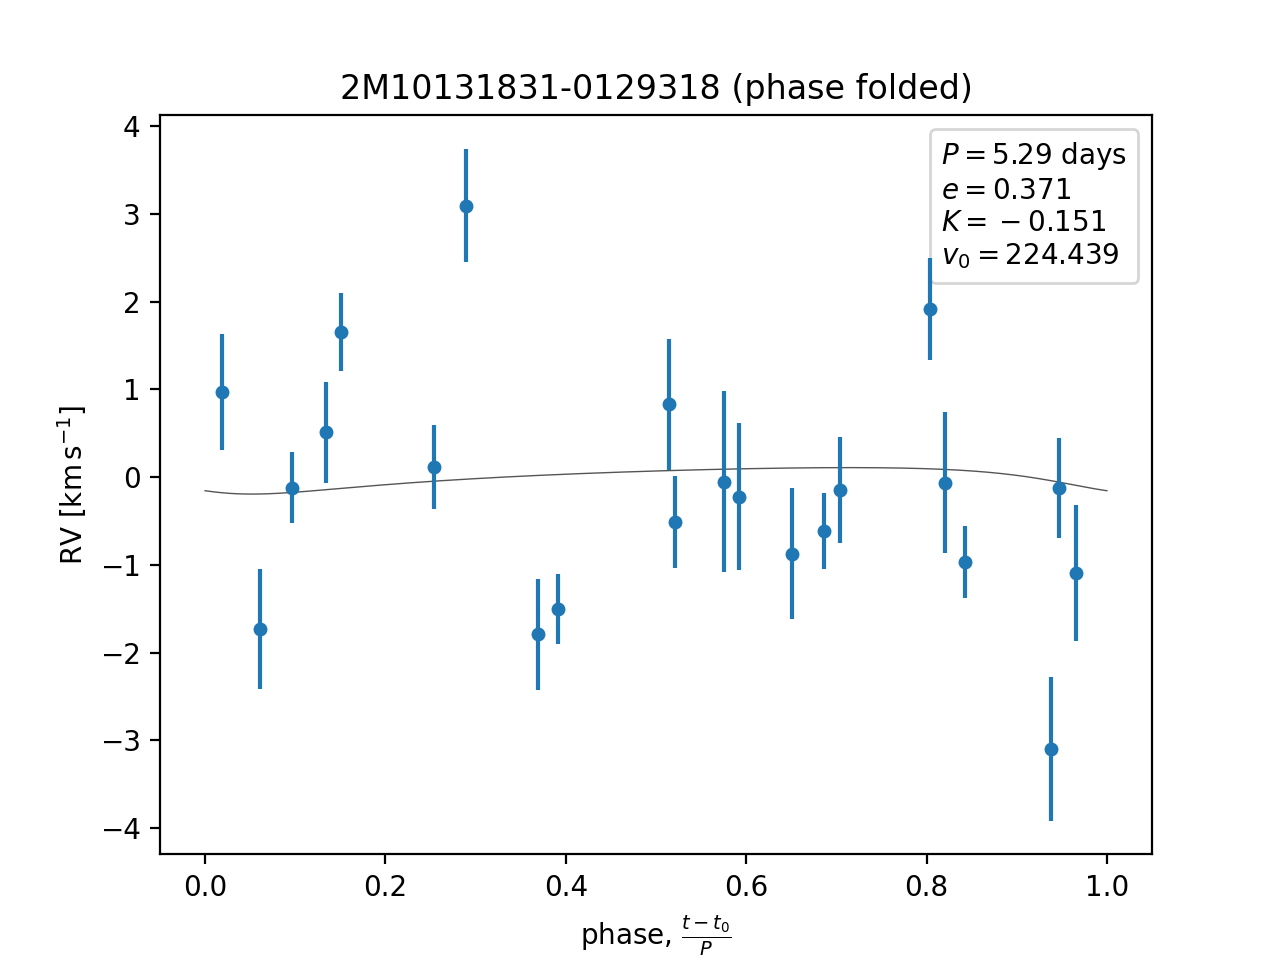 2M10131831-0129318 (phase folded)
P = 5.29 days
e = 0.371
K = −0.151
v₀ = 224.439
RV [km s⁻¹]
4
3
2
1
0
−1
−2
−3
−4
0.0 0.2 0.4 0.6 0.8 1.0
phase, (t − t₀)/P